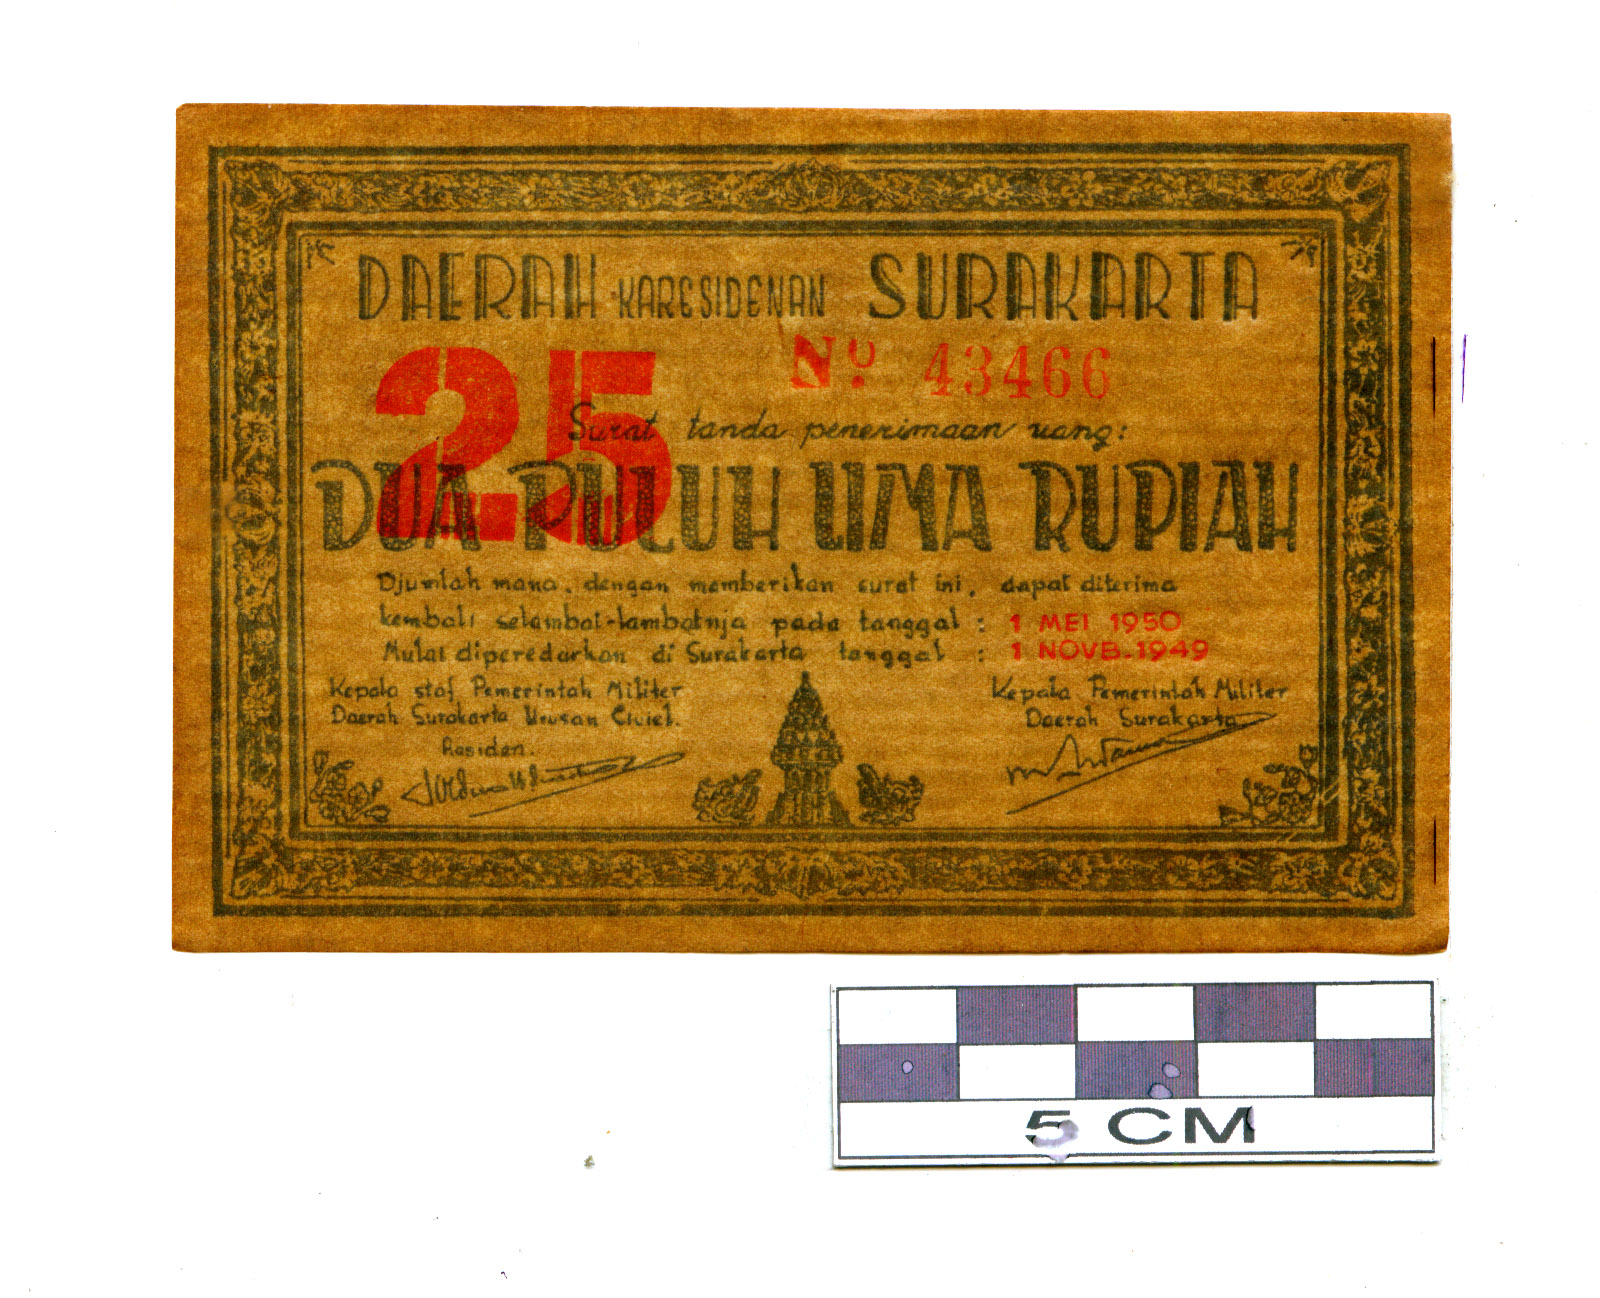 DAERAH KARESIDENAN SURAKARTA
25
No 43466
Surat tanda penerimaan uang:
DUA PULUH LIMA RUPIAH
Djumlah mana, dengan memberikan surat ini, dapat diterima
kembali selambat-lambatnja pada tanggal : 1 MEI 1950
Mulai diperedarkan di Surakarta tanggal : 1 NOVB.1949
Kepala staf Pemerintah Militer
Daerah Surakarta Urusan Civiel.
Residen.
Kepala Pemerintah Militer
Daerah Surakarta
5 CM